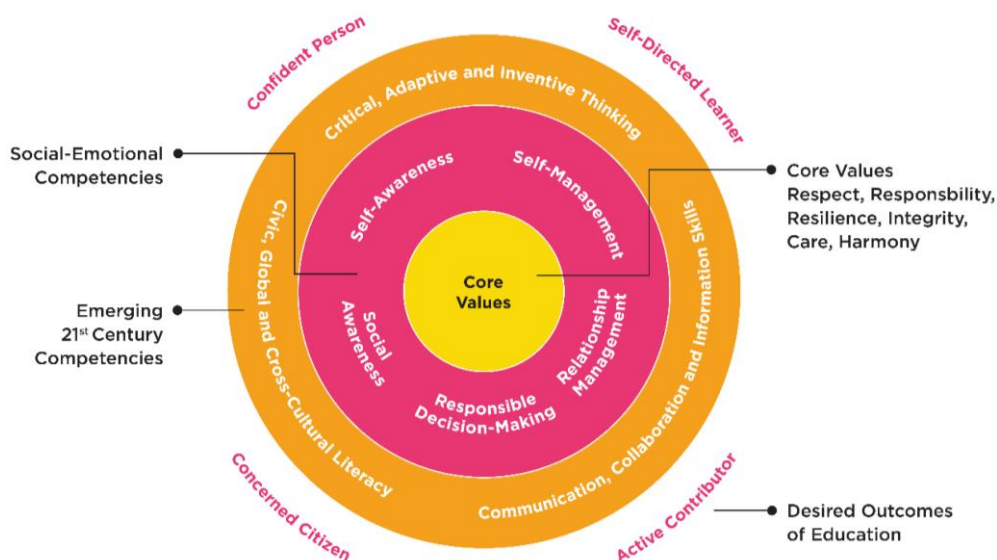 Confident Person
Self-Directed Learner
Critical, Adaptive and Inventive Thinking
Social-Emotional
Competencies
Self-Awareness
Self-Management
Core Values
Respect, Responsbility,
Resilience, Integrity,
Care, Harmony
Civic, Global and Cross-Cultural Literacy
Core
Values
Emerging
21st Century
Competencies
Social
Awareness
Relationship
Management
Responsible
Decision-Making
Communication, Collaboration and Information Skills
Concerned Citizen
Active Contributor
Desired Outcomes
of Education